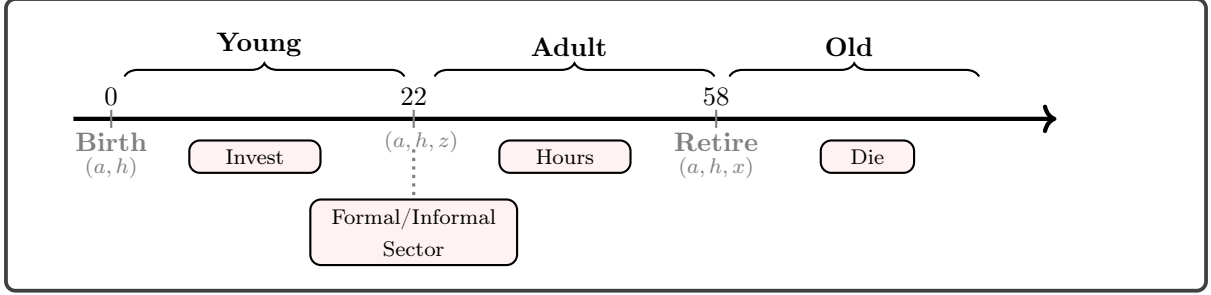 Young Adult Old
0 22 58
Birth (a, h, z) Retire
(a, h) (a, h, x)
Invest Hours Die
Formal/Informal
Sector